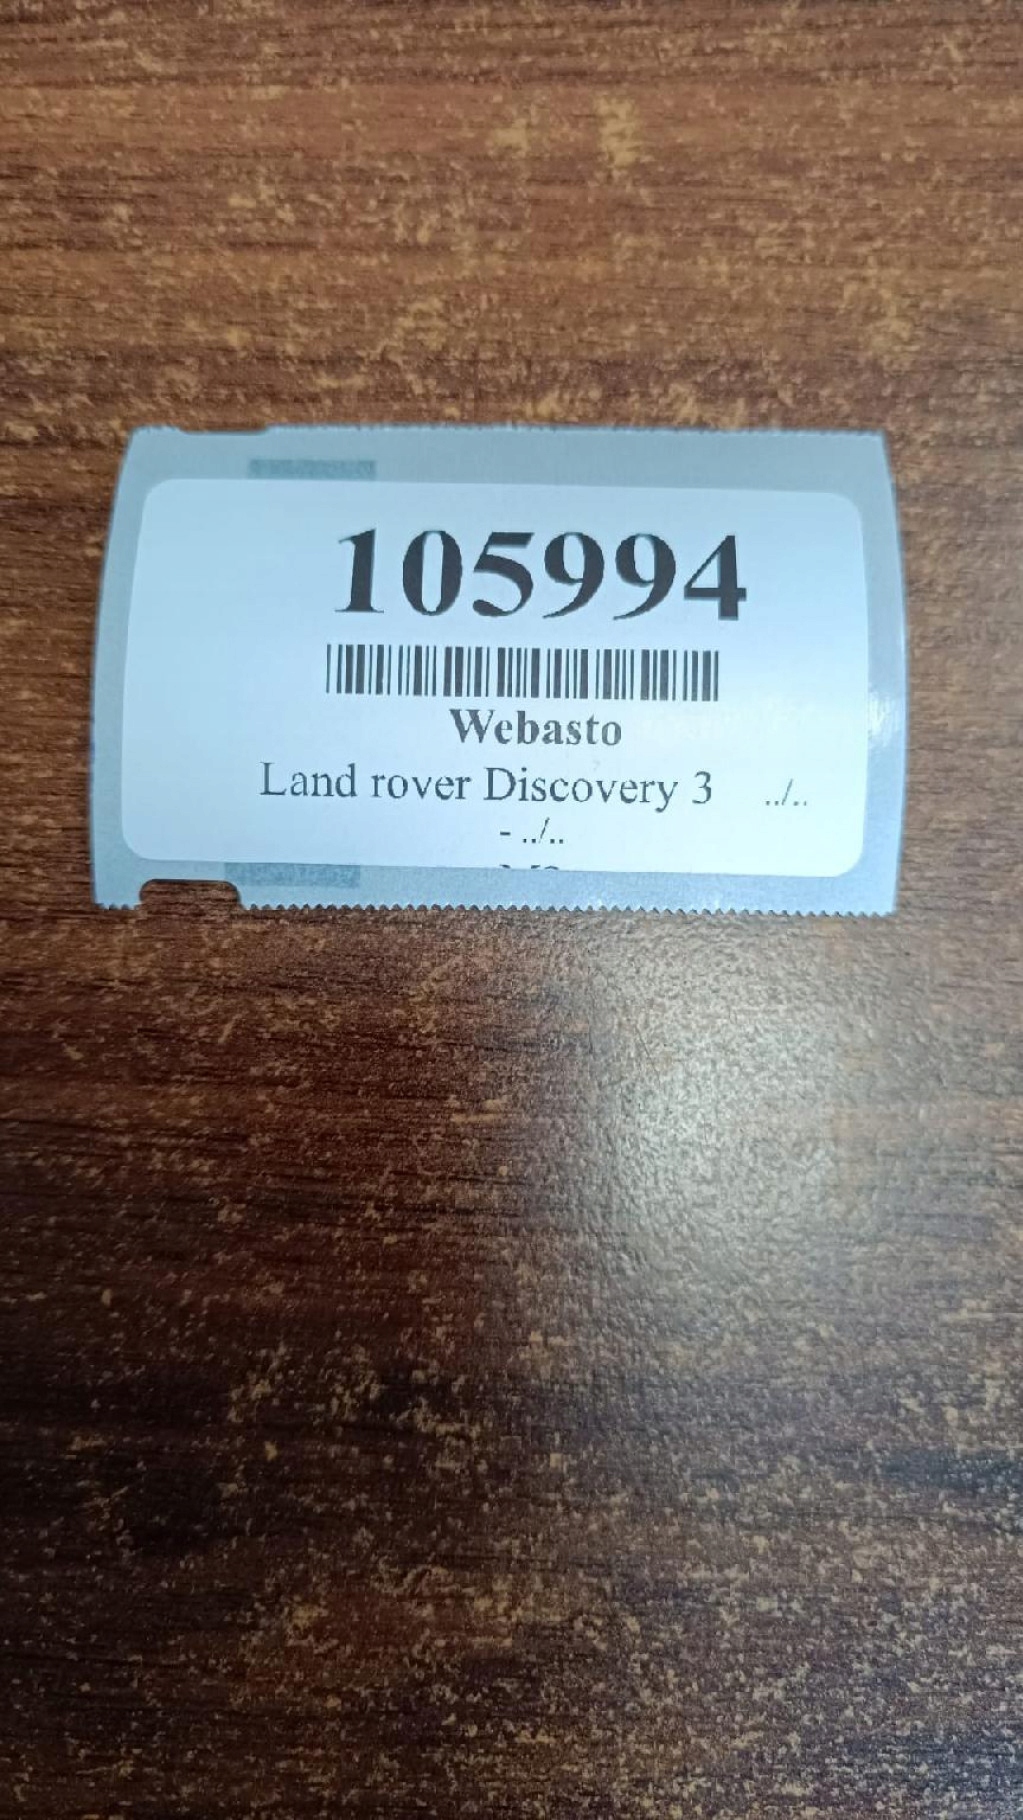 105994
Webasto
Land rover Discovery 3 ../..
- ../..